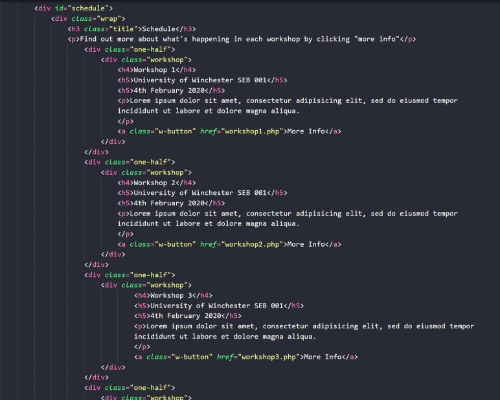 <div id="schedule">
<div class="wrap">
<h3 class="title">Schedule</h3>
<p>Find out more about what's happening in each workshop by clicking "more info"</p>
<div class="one-half">
<div class="workshop">
<h4>Workshop 1</h4>
<h5>University of Winchester SEB 001</h5>
<h5>4th February 2020</h5>
<p>Lorem ipsum dolor sit amet, consectetur adipisicing elit, sed do eiusmod tempor
incididunt ut labore et dolore magna aliqua.
</p>
<a class="w-button" href="workshop1.php">More Info</a>
</div>
</div>
<div class="one-half">
<div class="workshop">
<h4>Workshop 2</h4>
<h5>University of Winchester SEB 001</h5>
<h5>4th February 2020</h5>
<p>Lorem ipsum dolor sit amet, consectetur adipisicing elit, sed do eiusmod tempor
incididunt ut labore et dolore magna aliqua.
</p>
<a class="w-button" href="workshop2.php">More Info</a>
</div>
</div>
<div class="one-half">
<div class="workshop">
<h4>Workshop 3</h4>
<h5>University of Winchester SEB 001</h5>
<h5>4th February 2020</h5>
<p>Lorem ipsum dolor sit amet, consectetur adipisicing elit, sed do eiusmod tempor
incididunt ut labore et dolore magna aliqua.
</p>
<a class="w-button" href="workshop3.php">More Info</a>
</div>
</div>
<div class="one-half">
<div class="workshop">